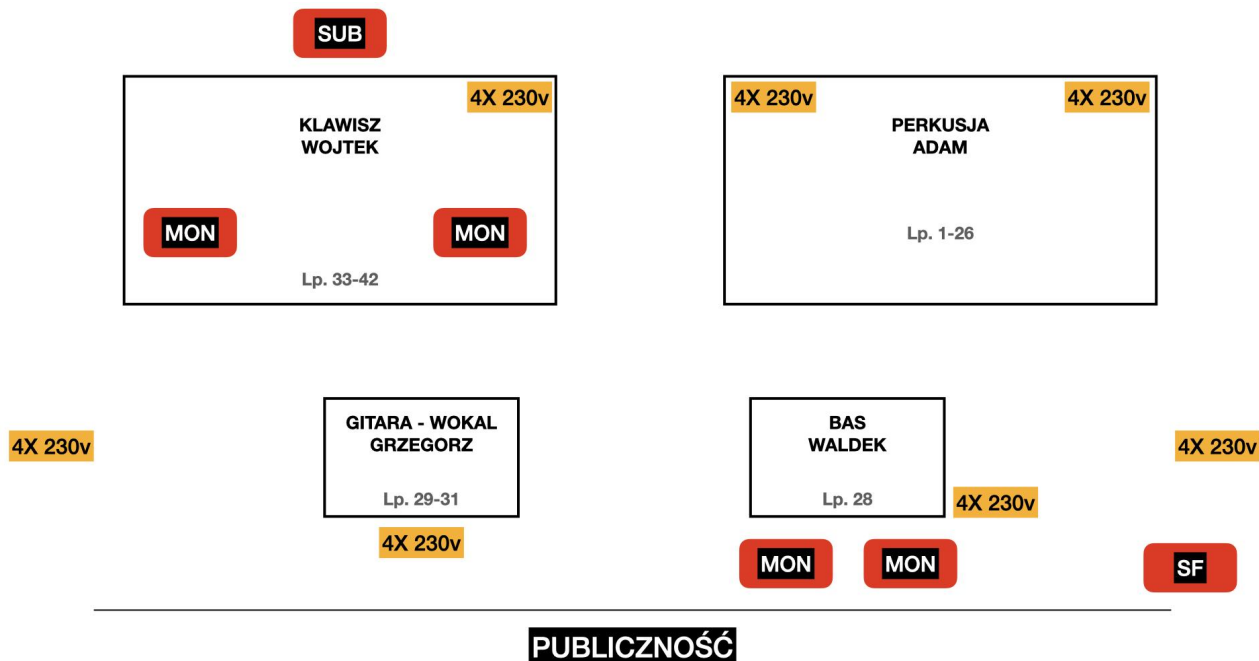 SUB
4X 230v
KLAWISZ
WOJTEK
MON
MON
Lp. 33-42
4X 230v
4X 230v
PERKUSJA
ADAM
Lp. 1-26
4X 230v
GITARA - WOKAL
GRZEGORZ
Lp. 29-31
4X 230v
BAS
WALDEK
Lp. 28
4X 230v
4X 230v
MON
MON
SF
PUBLICZNOŚĆ